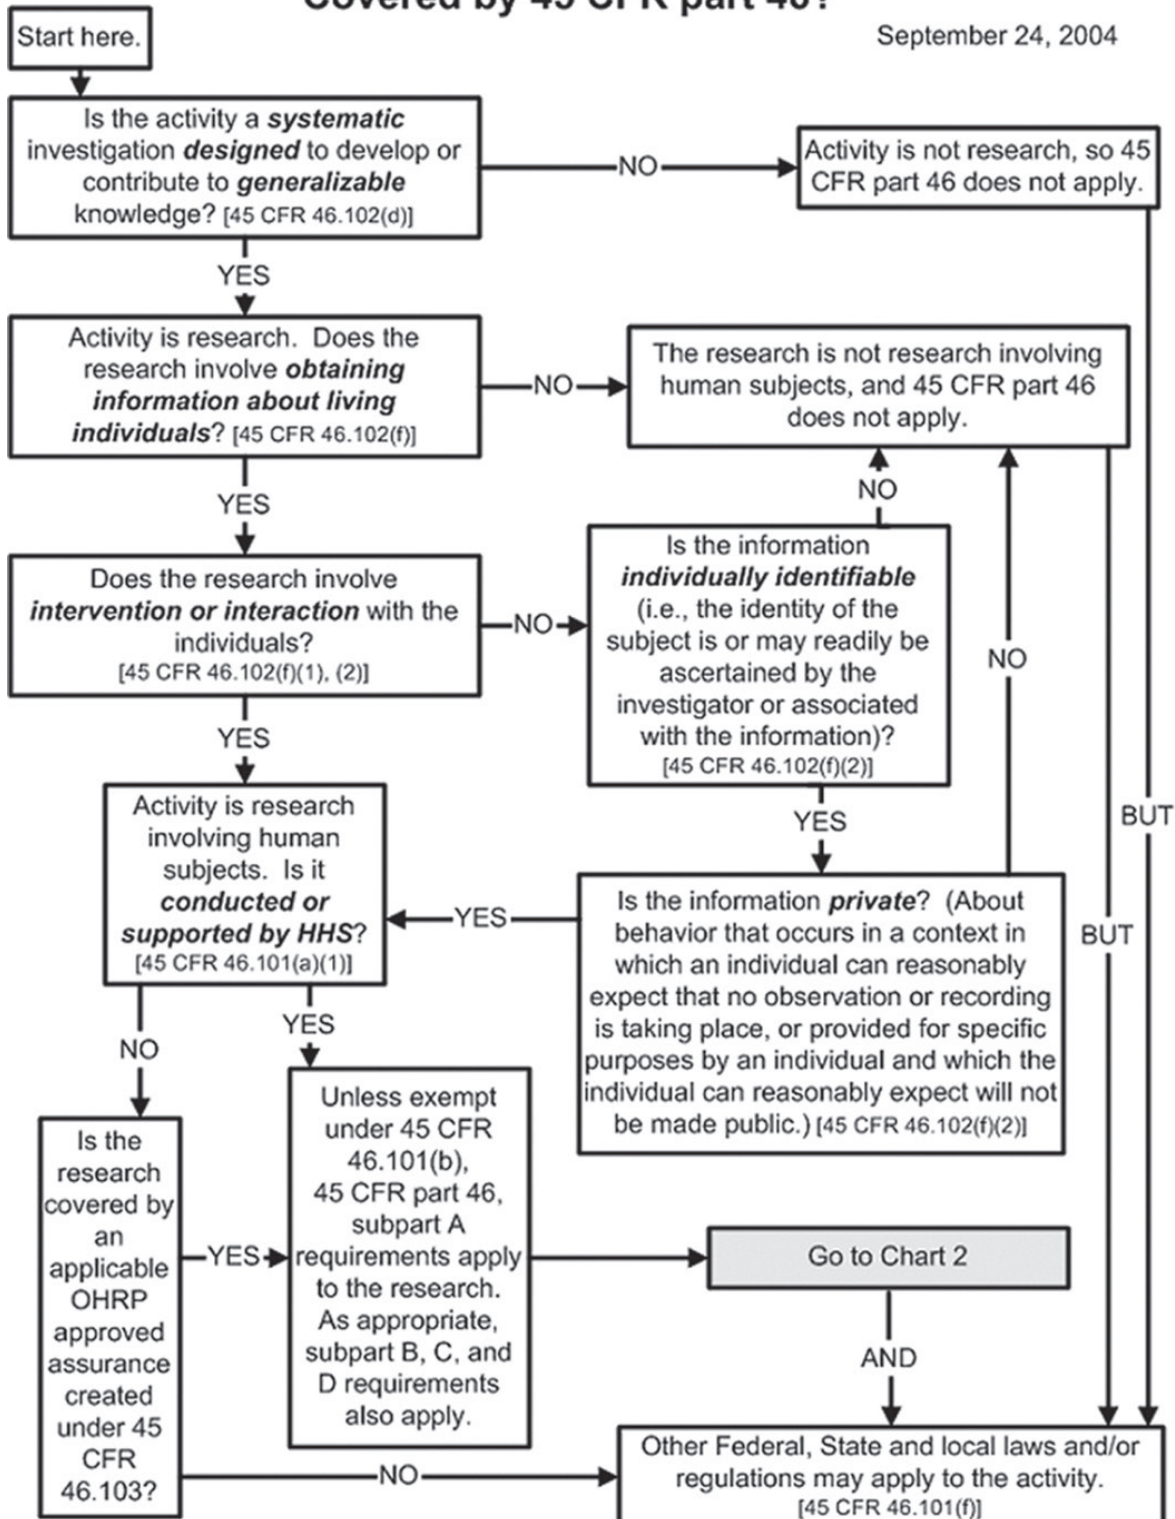 Covered by 45 CFR part 46?
September 24, 2004
Start here.
Is the activity a systematic
investigation designed to develop or
contribute to generalizable
knowledge? [45 CFR 46.102(d)]
NO
Activity is not research, so 45
CFR part 46 does not apply.
YES
Activity is research. Does the
research involve obtaining
information about living
individuals? [45 CFR 46.102(f)]
NO
The research is not research involving
human subjects, and 45 CFR part 46
does not apply.
YES
NO
Does the research involve
intervention or interaction with the
individuals?
[45 CFR 46.102(f)(1), (2)]
NO
Is the information
individually identifiable
(i.e., the identity of the
subject is or may readily be
ascertained by the
investigator or associated
with the information)?
[45 CFR 46.102(f)(2)]
NO
YES
YES
BUT
Activity is research
involving human
subjects. Is it
conducted or
supported by HHS?
[45 CFR 46.101(a)(1)]
YES
Is the information private? (About
behavior that occurs in a context in
which an individual can reasonably
expect that no observation or recording
is taking place, or provided for specific
purposes by an individual and which the
individual can reasonably expect will not
be made public.) [45 CFR 46.102(f)(2)]
BUT
NO
YES
Is the
research
covered by
an
applicable
OHRP
approved
assurance
created
under 45
CFR
46.103?
YES
Unless exempt
under 45 CFR
46.101(b),
45 CFR part 46,
subpart A
requirements apply
to the research.
As appropriate,
subpart B, C, and
D requirements
also apply.
Go to Chart 2
AND
NO
Other Federal, State and local laws and/or
regulations may apply to the activity.
[45 CFR 46.101(f)]